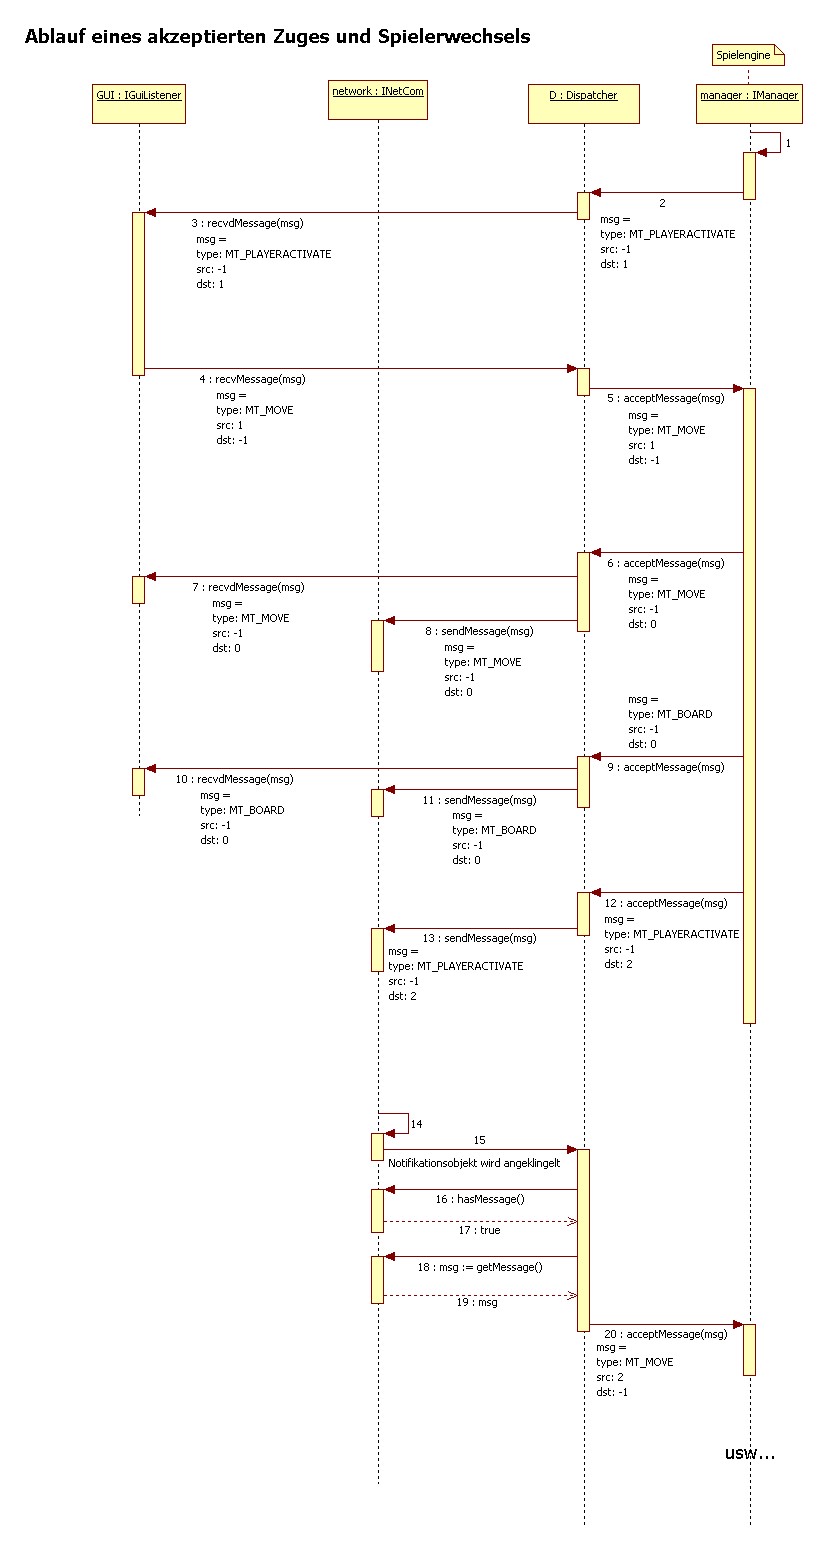 Ablauf eines akzeptierten Zuges und Spielerwechsels
Spielengine
GUI : IGuiListener
network : INetCom
D : Dispatcher
manager : IManager
1
2
msg =
type: MT_PLAYERACTIVATE
src: -1
dst: 1
3 : recvdMessage(msg)
msg =
type: MT_PLAYERACTIVATE
src: -1
dst: 1
4 : recvMessage(msg)
msg =
type: MT_MOVE
src: 1
dst: -1
5 : acceptMessage(msg)
msg =
type: MT_MOVE
src: 1
dst: -1
6 : acceptMessage(msg)
msg =
type: MT_MOVE
src: -1
dst: 0
7 : recvdMessage(msg)
msg =
type: MT_MOVE
src: -1
dst: 0
8 : sendMessage(msg)
msg =
type: MT_MOVE
src: -1
dst: 0
msg =
type: MT_BOARD
src: -1
dst: 0
9 : acceptMessage(msg)
10 : recvdMessage(msg)
msg =
type: MT_BOARD
src: -1
dst: 0
11 : sendMessage(msg)
msg =
type: MT_BOARD
src: -1
dst: 0
12 : acceptMessage(msg)
msg =
type: MT_PLAYERACTIVATE
src: -1
dst: 2
13 : sendMessage(msg)
msg =
type: MT_PLAYERACTIVATE
src: -1
dst: 2
14
15
Notifikationsobjekt wird angeklingelt
16 : hasMessage()
17 : true
18 : msg := getMessage()
19 : msg
20 : acceptMessage(msg)
msg =
type: MT_MOVE
src: 2
dst: -1
usw...